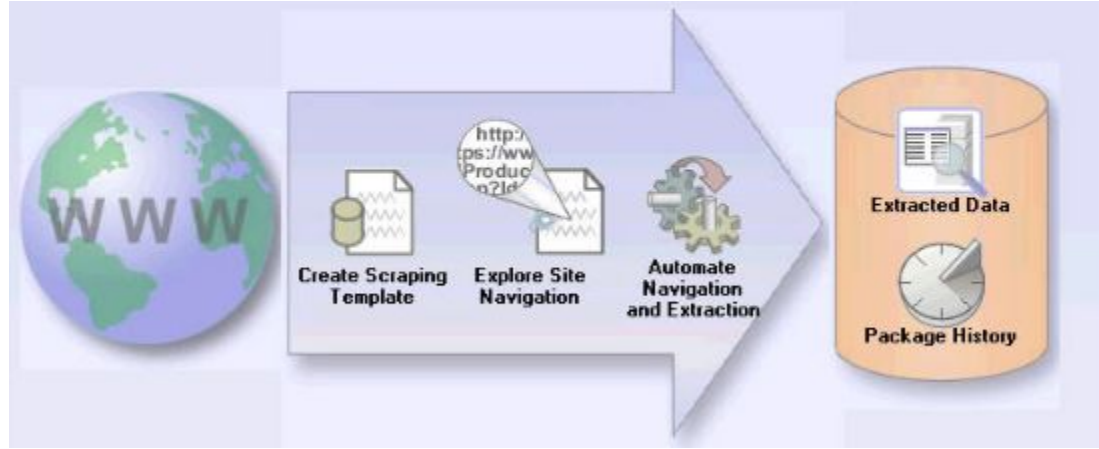 WWW
http:/
ps://ww
Produc
p?Id
Create Scraping
Template
Explore Site
Navigation
Automate
Navigation
and Extraction
Extracted Data
Package History